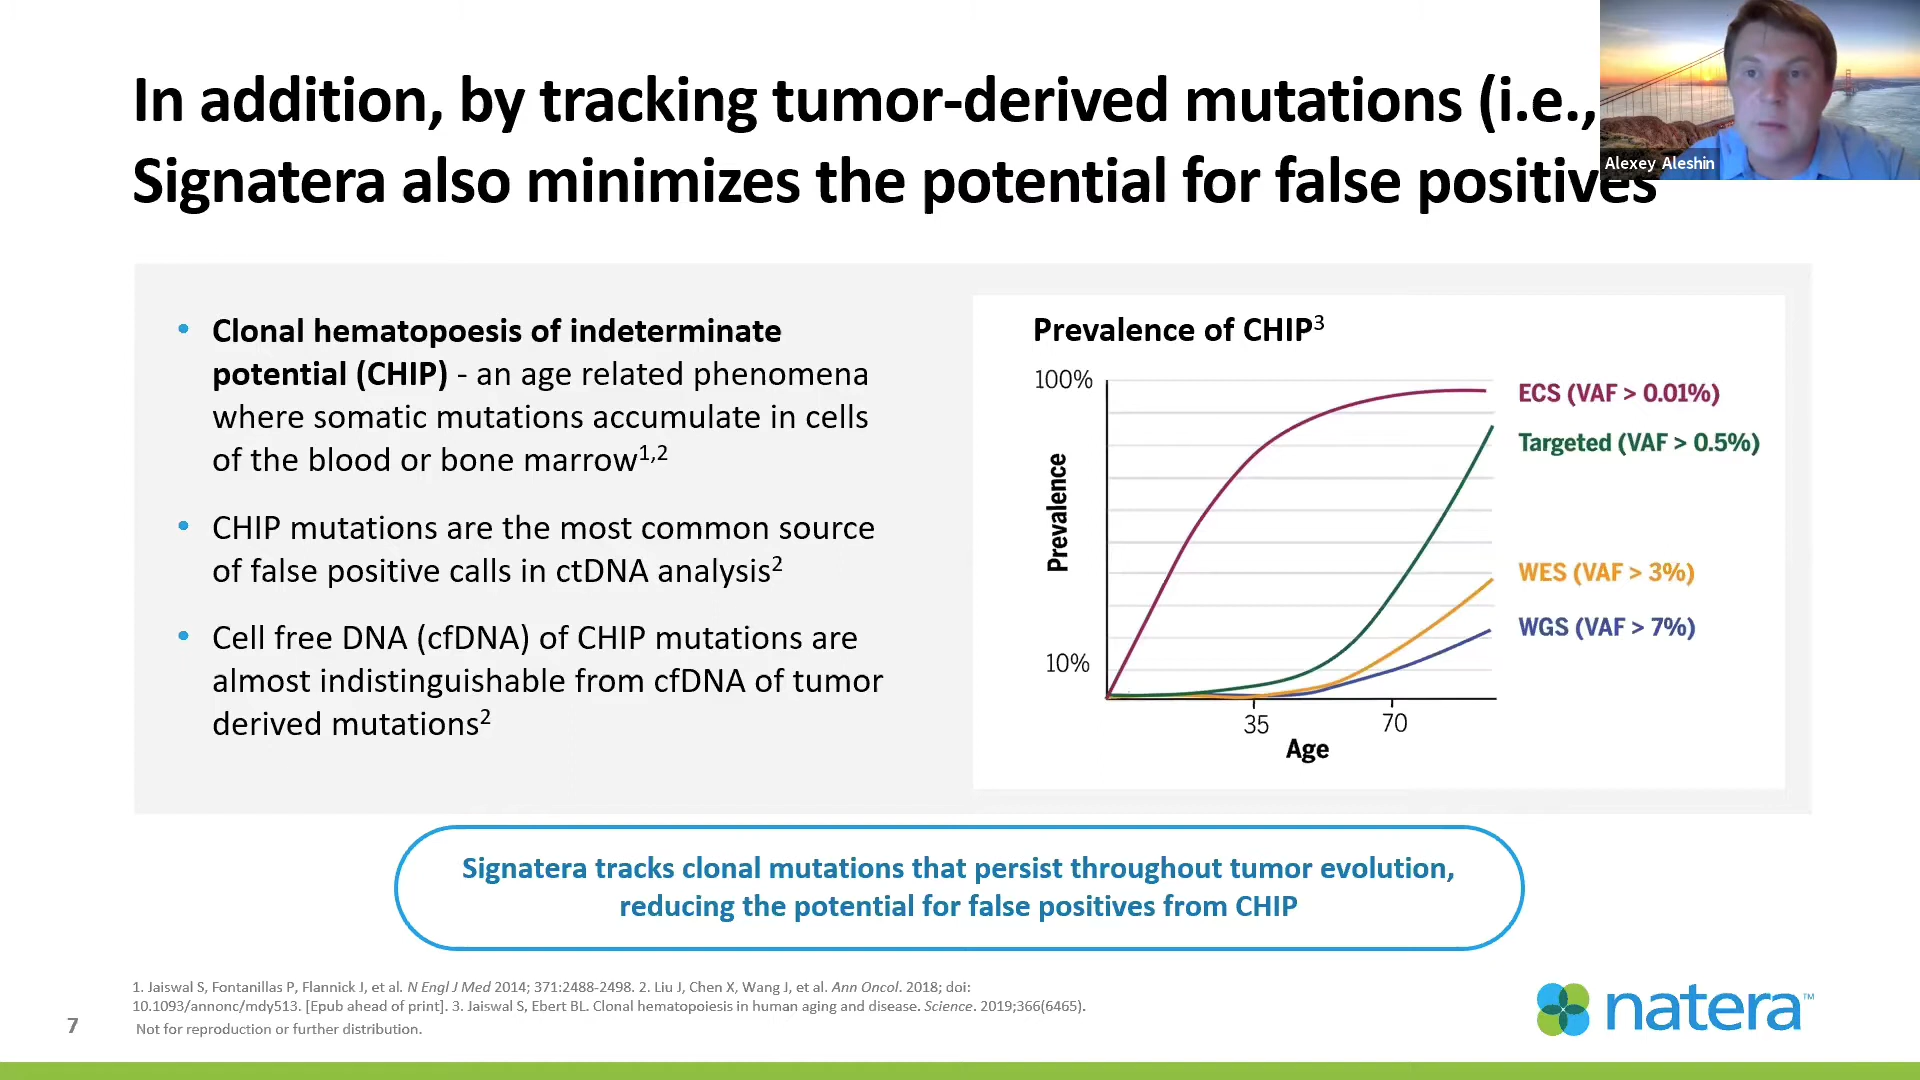 In addition, by tracking tumor-derived mutations (i.e.,
Signatera also minimizes the potential for false positives
Alexey Aleshin
• Clonal hematopoesis of indeterminate
potential (CHIP) - an age related phenomena
where somatic mutations accumulate in cells
of the blood or bone marrow1,2
• CHIP mutations are the most common source
of false positive calls in ctDNA analysis2
• Cell free DNA (cfDNA) of CHIP mutations are
almost indistinguishable from cfDNA of tumor
derived mutations2
Prevalence of CHIP3
100%
10%
Prevalence
35
70
Age
ECS (VAF > 0.01%)
Targeted (VAF > 0.5%)
WES (VAF > 3%)
WGS (VAF > 7%)
Signatera tracks clonal mutations that persist throughout tumor evolution,
reducing the potential for false positives from CHIP
1. Jaiswal S, Fontanillas P, Flannick J, et al. N Engl J Med 2014; 371:2488-2498. 2. Liu J, Chen X, Wang J, et al. Ann Oncol. 2018; doi:
10.1093/annonc/mdy513. [Epub ahead of print]. 3. Jaiswal S, Ebert BL. Clonal hematopoiesis in human aging and disease. Science. 2019;366(6465).
7
Not for reproduction or further distribution.
natera™